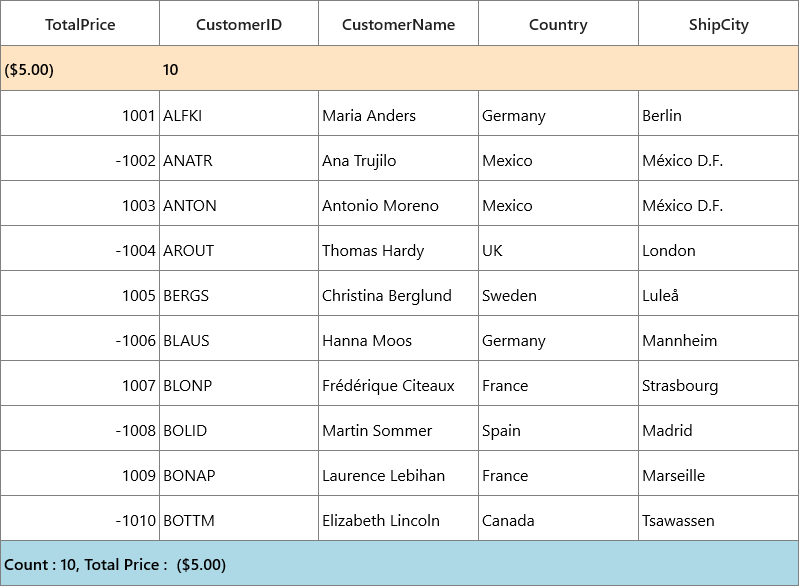 TotalPrice CustomerID CustomerName Country ShipCity
($5.00) 10
1001 ALFKI Maria Anders Germany Berlin
-1002 ANATR Ana Trujilo Mexico México D.F.
1003 ANTON Antonio Moreno Mexico México D.F.
-1004 AROUT Thomas Hardy UK London
1005 BERGS Christina Berglund Sweden Luleå
-1006 BLAUS Hanna Moos Germany Mannheim
1007 BLONP Frédérique Citeaux France Strasbourg
-1008 BOLID Martin Sommer Spain Madrid
1009 BONAP Laurence Lebihan France Marseille
-1010 BOTTM Elizabeth Lincoln Canada Tsawassen
Count : 10, Total Price :  ($5.00)